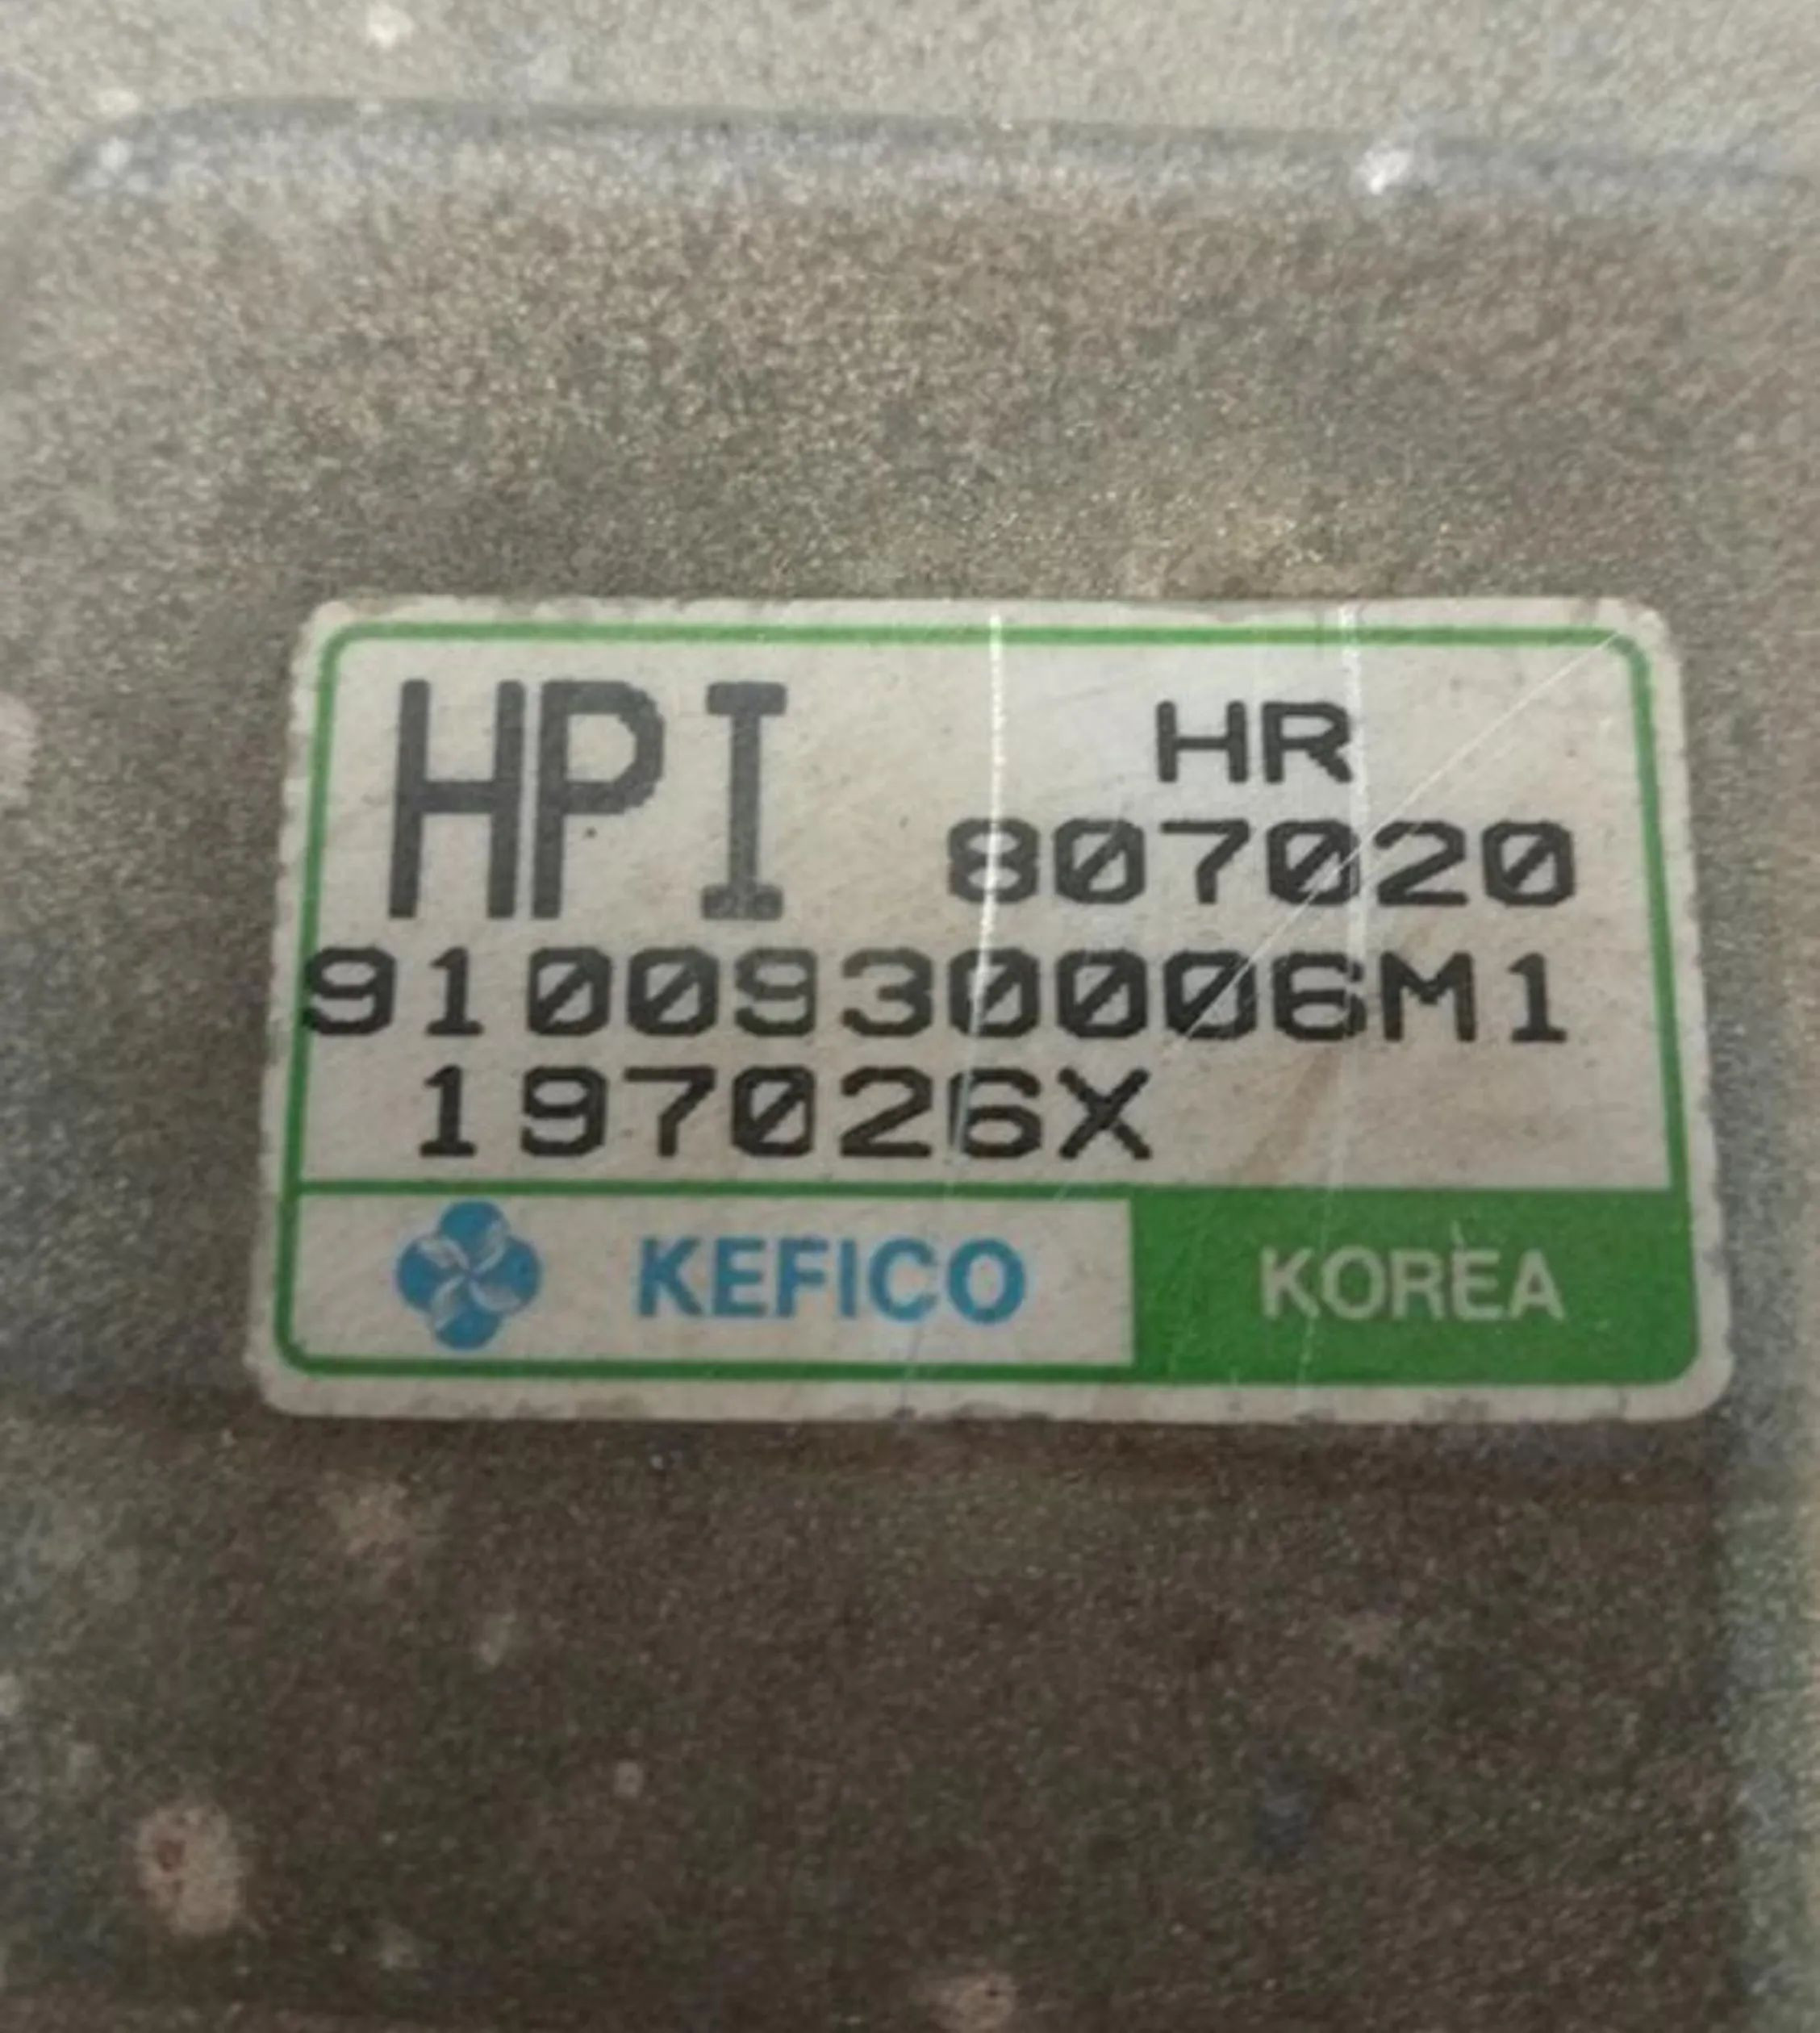 HPI HR
807020
9100930006M1
197026X
KEFICO KOREA